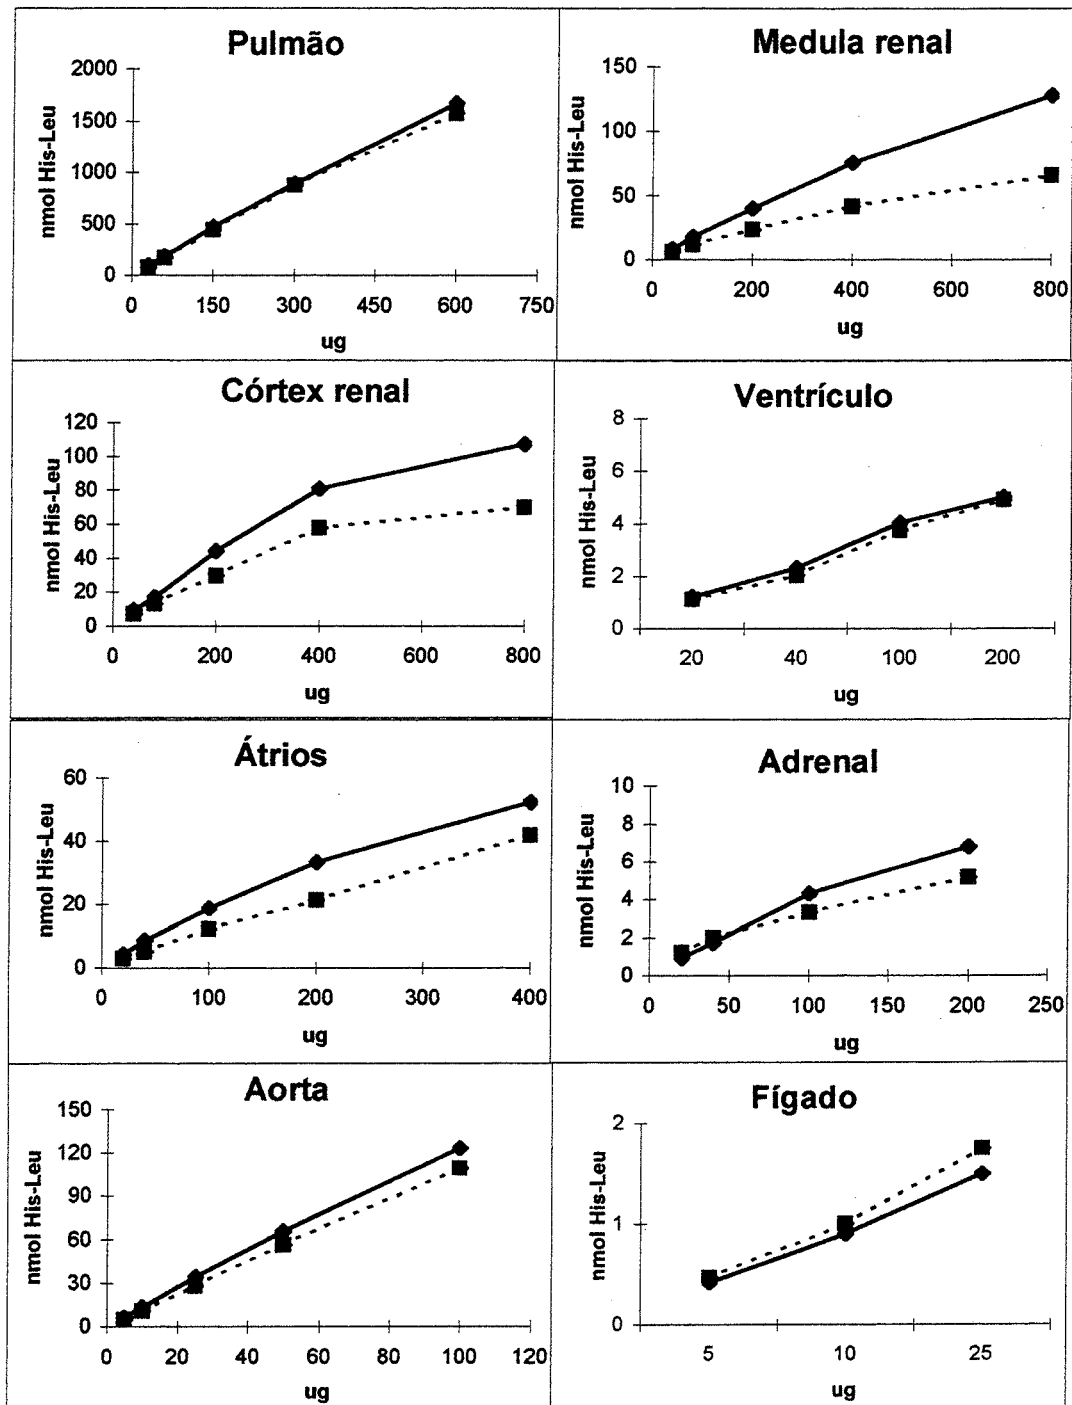 Pulmão
nmol His-Leu
2000
1500
1000
500
0
0 150 300 450 600 750
ug
Medula renal
nmol His-Leu
150
100
50
0
0 200 400 600 800
ug
Córtex renal
nmol His-Leu
120
100
80
60
40
20
0
0 200 400 600 800
ug
Ventrículo
nmol His-Leu
8
6
4
2
0
20 40 100 200
ug
Átrios
nmol His-Leu
60
40
20
0
0 100 200 300 400
ug
Adrenal
nmol His-Leu
10
8
6
4
2
0
0 50 100 150 200 250
ug
Aorta
nmol His-Leu
150
120
90
60
30
0
0 20 40 60 80 100 120
ug
Fígado
nmol His-Leu
2
1
0
5 10 25
ug